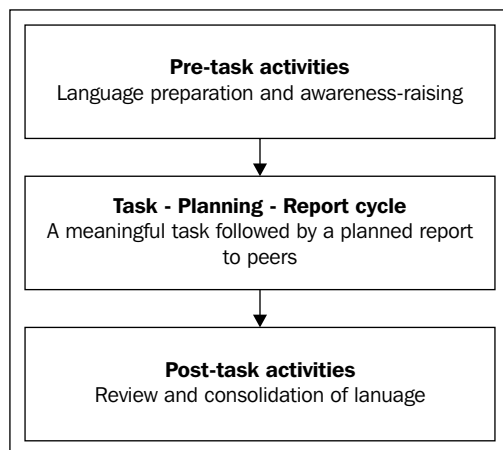 Pre-task activities
Language preparation and awareness-raising
Task - Planning - Report cycle
A meaningful task followed by a planned report
to peers
Post-task activities
Review and consolidation of lanuage